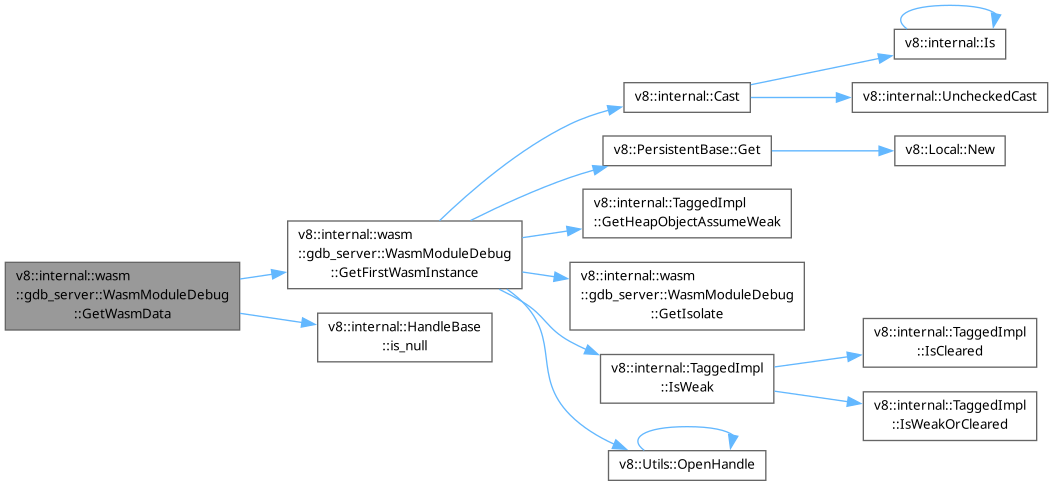 v8::internal::wasm
::gdb_server::WasmModuleDebug
::GetWasmData
v8::internal::wasm
::gdb_server::WasmModuleDebug
::GetFirstWasmInstance
v8::internal::HandleBase
::is_null
v8::internal::Cast
v8::PersistentBase::Get
v8::internal::TaggedImpl
::GetHeapObjectAssumeWeak
v8::internal::wasm
::gdb_server::WasmModuleDebug
::GetIsolate
v8::internal::TaggedImpl
::IsWeak
v8::Utils::OpenHandle
v8::internal::Is
v8::internal::UncheckedCast
v8::Local::New
v8::internal::TaggedImpl
::IsCleared
v8::internal::TaggedImpl
::IsWeakOrCleared